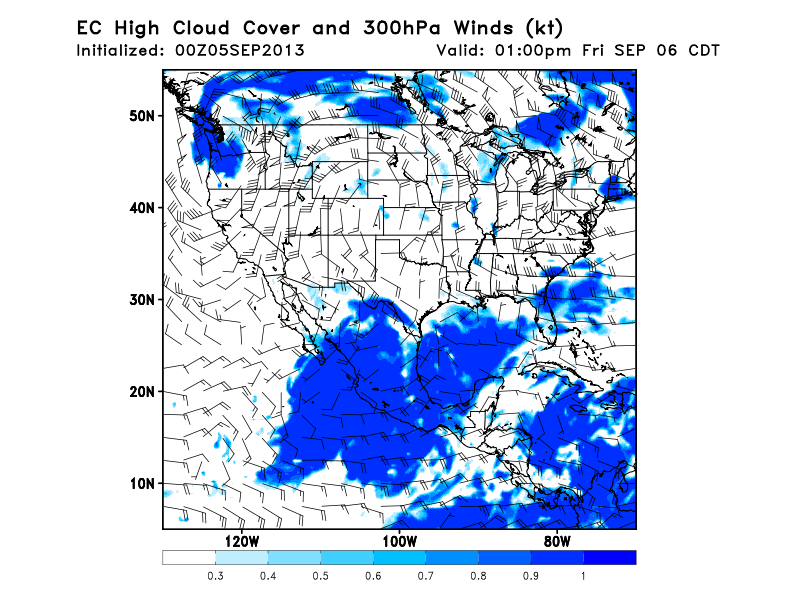 EC High Cloud Cover and 300hPa Winds (kt)
Initialized: 00Z05SEP2013 Valid: 01:00pm Fri SEP 06 CDT
50N
40N
30N
20N
10N
120W 100W 80W
0.3 0.4 0.5 0.6 0.7 0.8 0.9 1